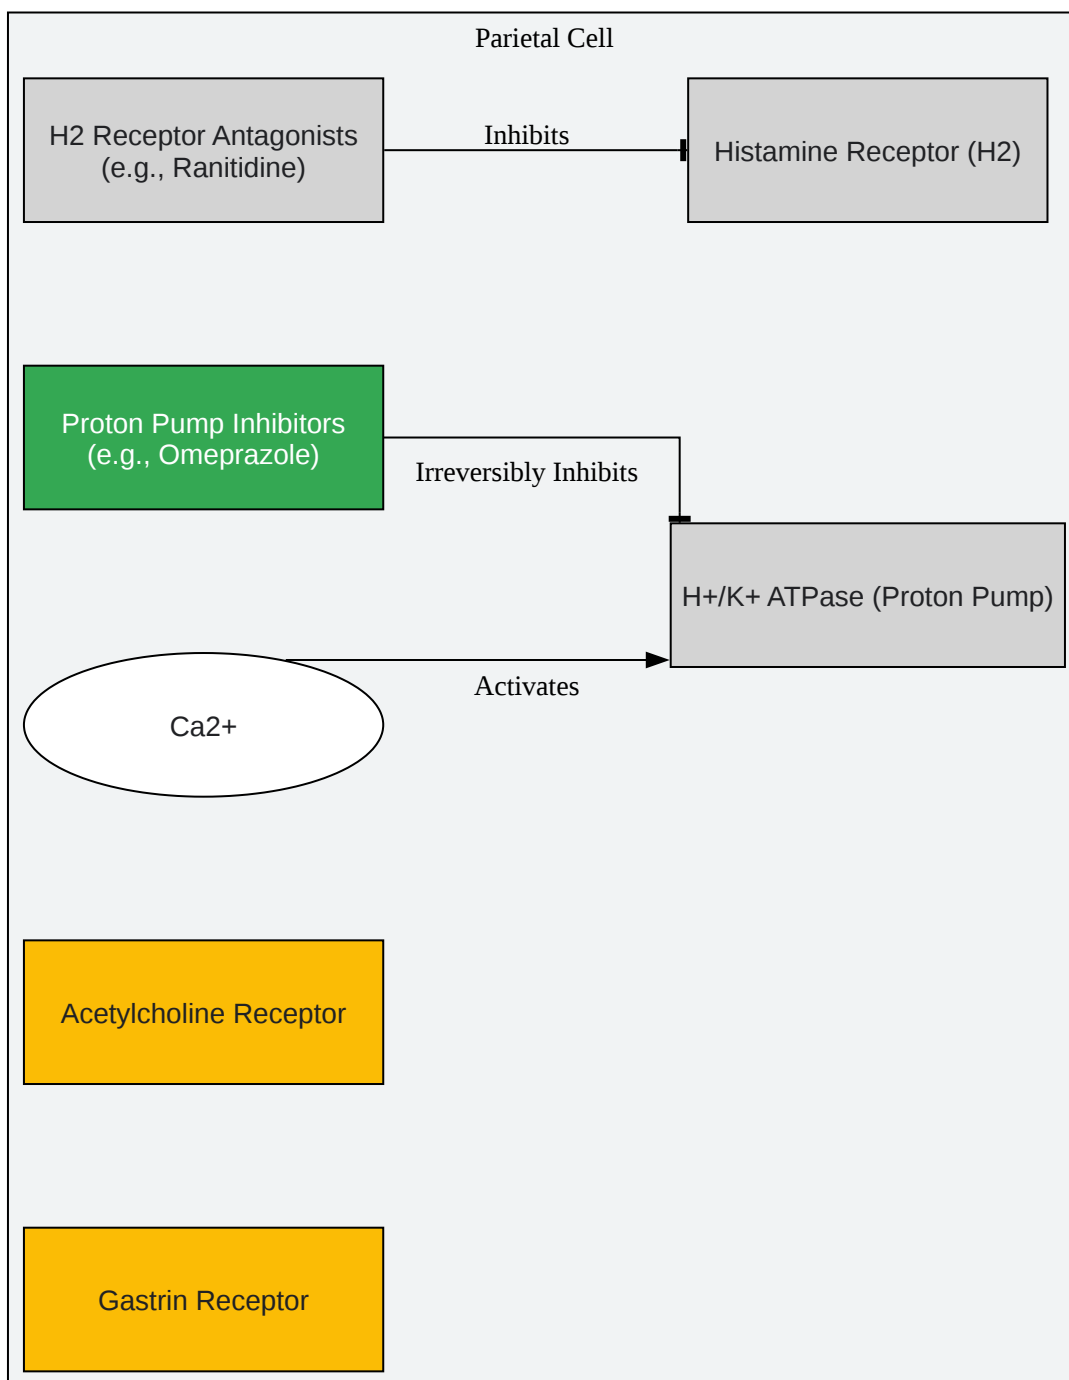 Parietal Cell
H2 Receptor Antagonists
(e.g., Ranitidine)
Inhibits
Histamine Receptor (H2)
Proton Pump Inhibitors
(e.g., Omeprazole)
Irreversibly Inhibits
H+/K+ ATPase (Proton Pump)
Activates
Ca2+
Acetylcholine Receptor
Gastrin Receptor